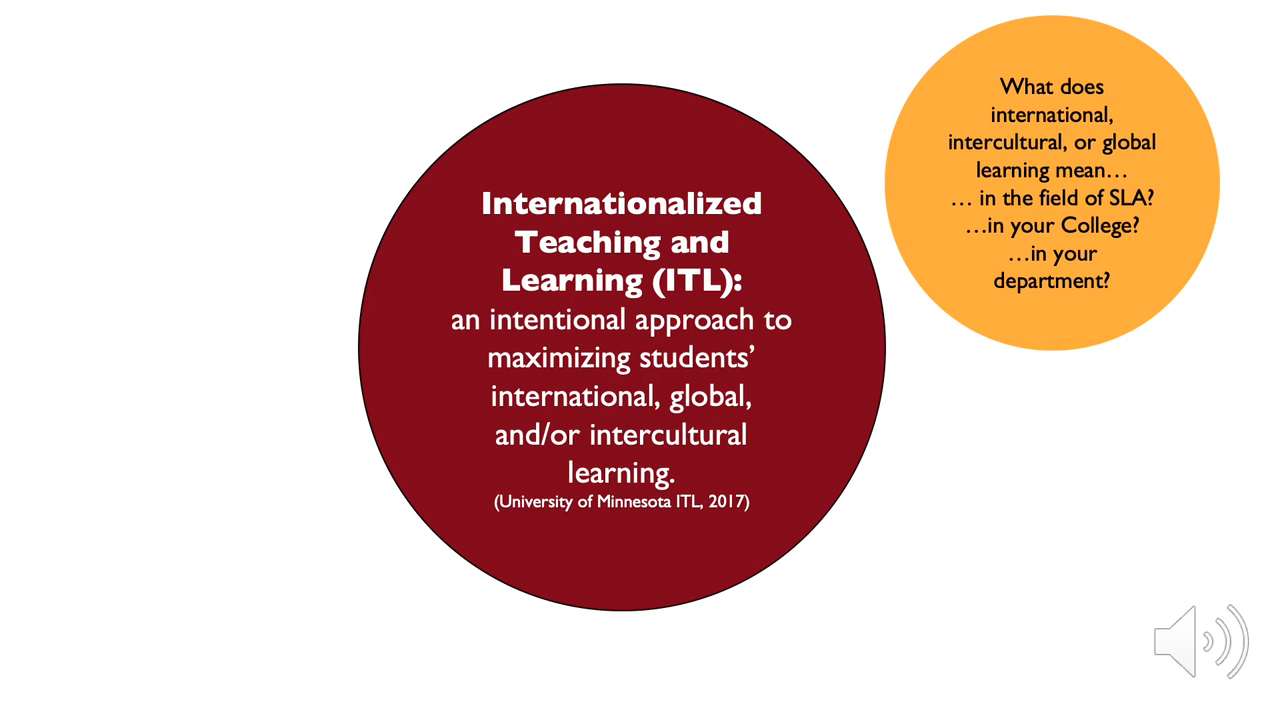 Internationalized
Teaching and
Learning (ITL):
an intentional approach to
maximizing students’
international, global,
and/or intercultural
learning.
(University of Minnesota ITL, 2017)
What does
international,
intercultural, or global
learning mean…
… in the field of SLA?
…in your College?
…in your
department?